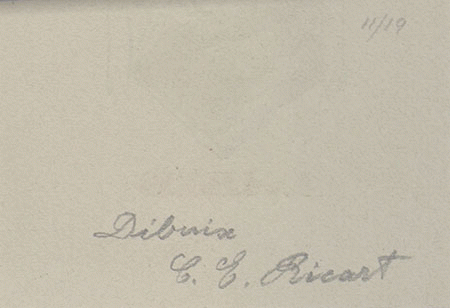 11/19
Dibuix
C. E. Ricart